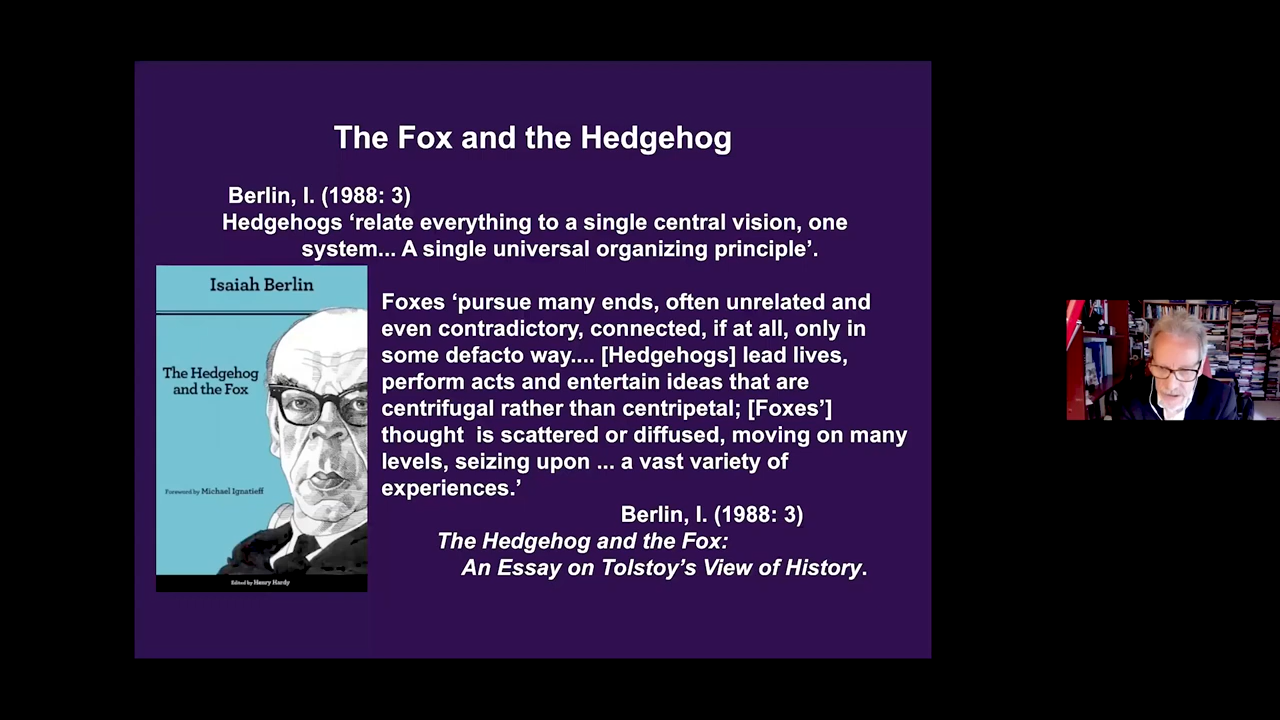 The Fox and the Hedgehog
Berlin, I. (1988: 3)
Hedgehogs ‘relate everything to a single central vision, one
system... A single universal organizing principle’.
Isaiah Berlin
The Hedgehog
and the Fox
Foreword by Michael Ignatieff
Edited by Henry Hardy
Foxes ‘pursue many ends, often unrelated and
even contradictory, connected, if at all, only in
some defacto way.... [Hedgehogs] lead lives,
perform acts and entertain ideas that are
centrifugal rather than centripetal; [Foxes’]
thought is scattered or diffused, moving on many
levels, seizing upon ... a vast variety of
experiences.’
Berlin, I. (1988: 3)
The Hedgehog and the Fox:
An Essay on Tolstoy’s View of History.